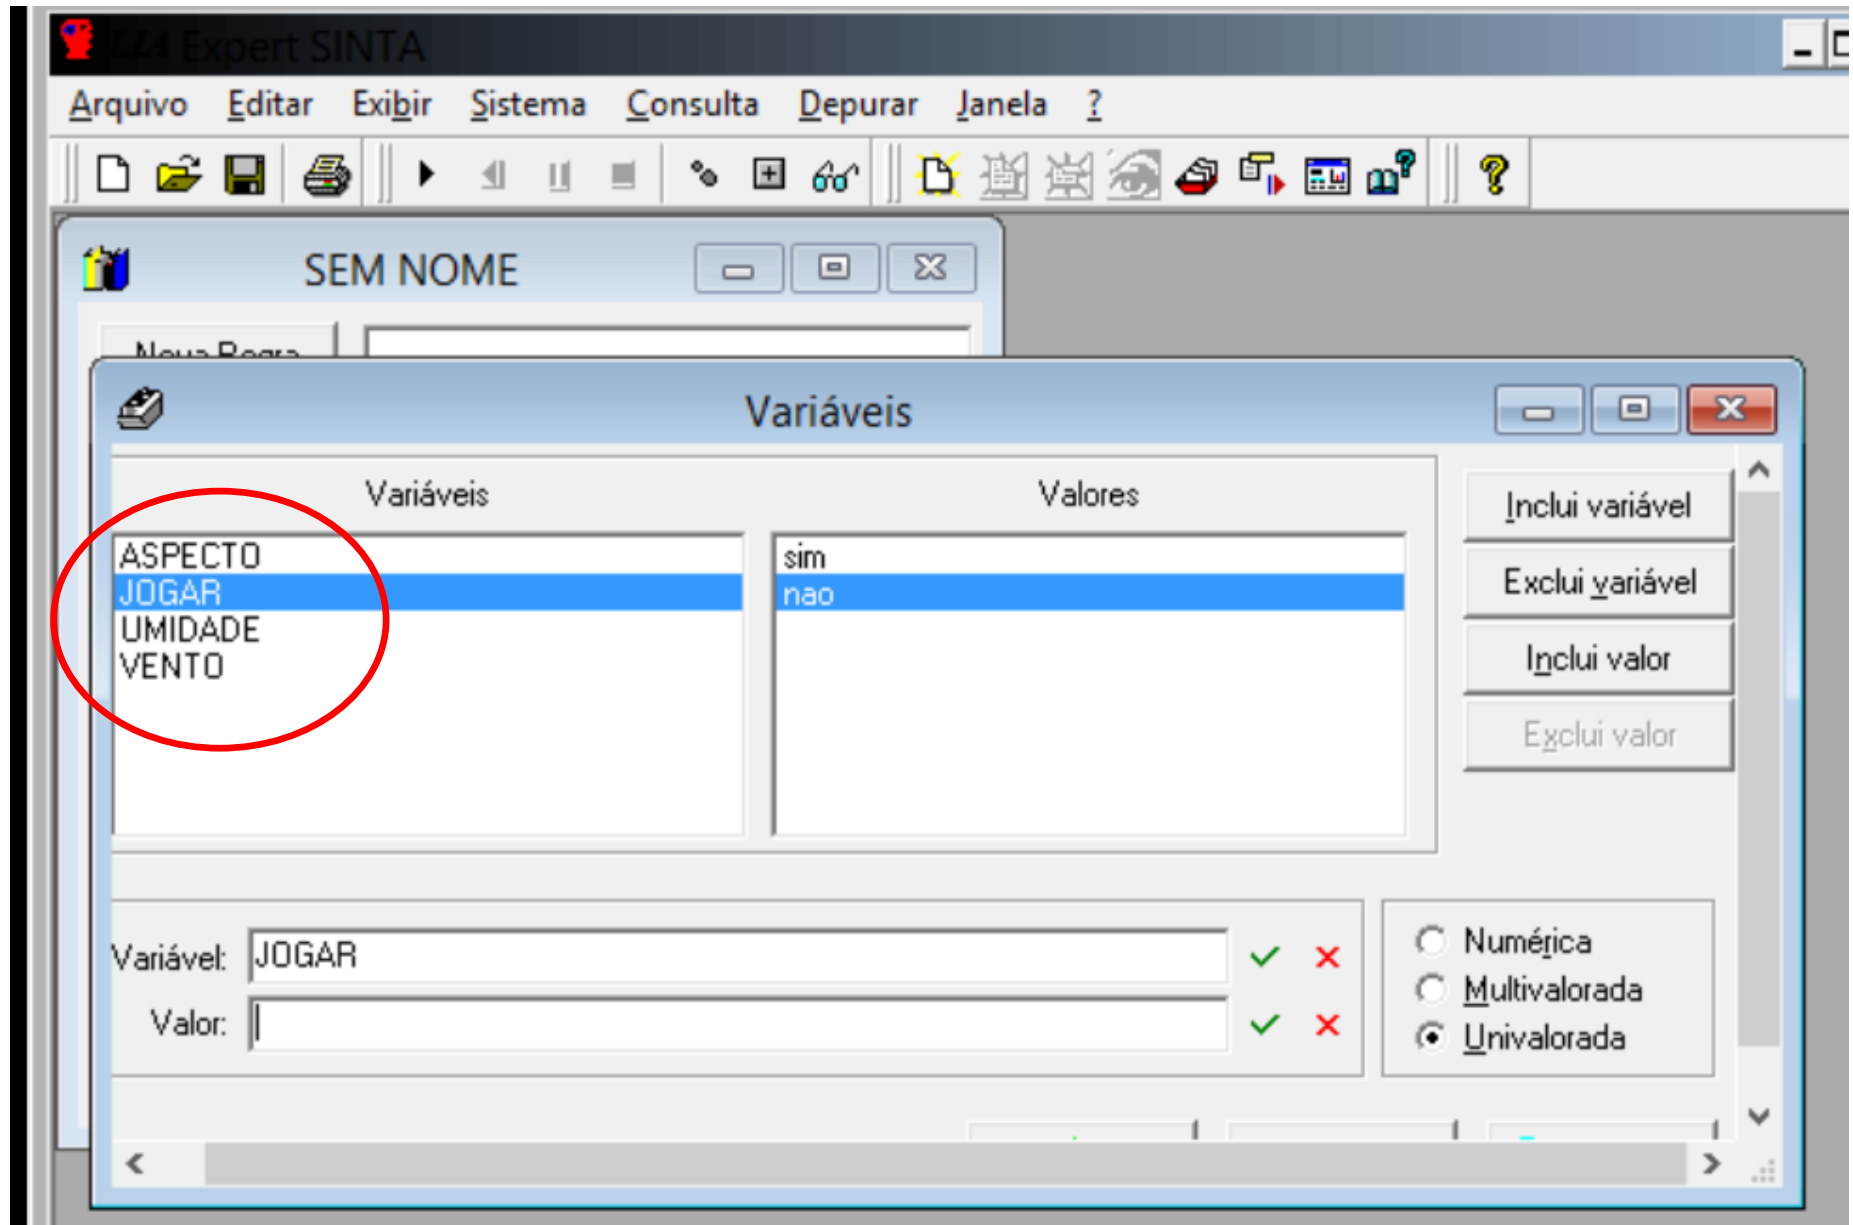 LIA Expert SINTA
Arquivo Editar Exibir Sistema Consulta Depurar Janela ?
SEM NOME
Nova Regra
Variáveis
Variáveis
Valores
Inclui variável
ASPECTO
sim
JOGAR
nao
Exclui variável
UMIDADE
VENTO
Inclui valor
Exclui valor
Variável: JOGAR
Valor:
Numérica
Multivalorada
Univalorada